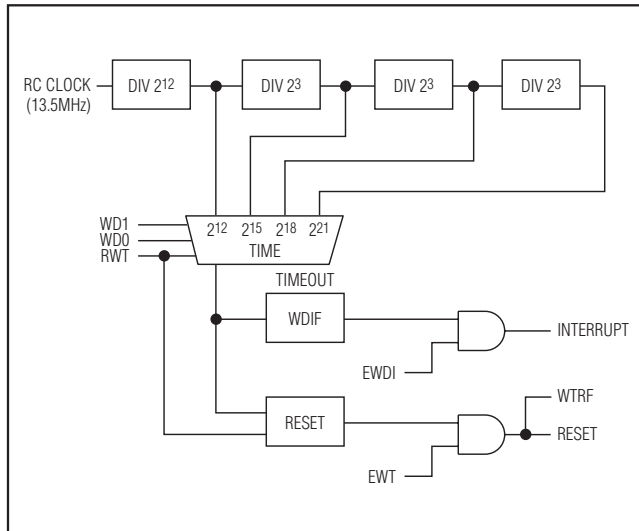 RC CLOCK
(13.5MHz)
DIV 2¹²
DIV 2³
DIV 2³
DIV 2³
WD1
WD0
RWT
2¹² 2¹⁵ 2¹⁸ 2²¹
TIME
TIMEOUT
WDIF
INTERRUPT
EWDI
WTRF
RESET
RESET
EWT